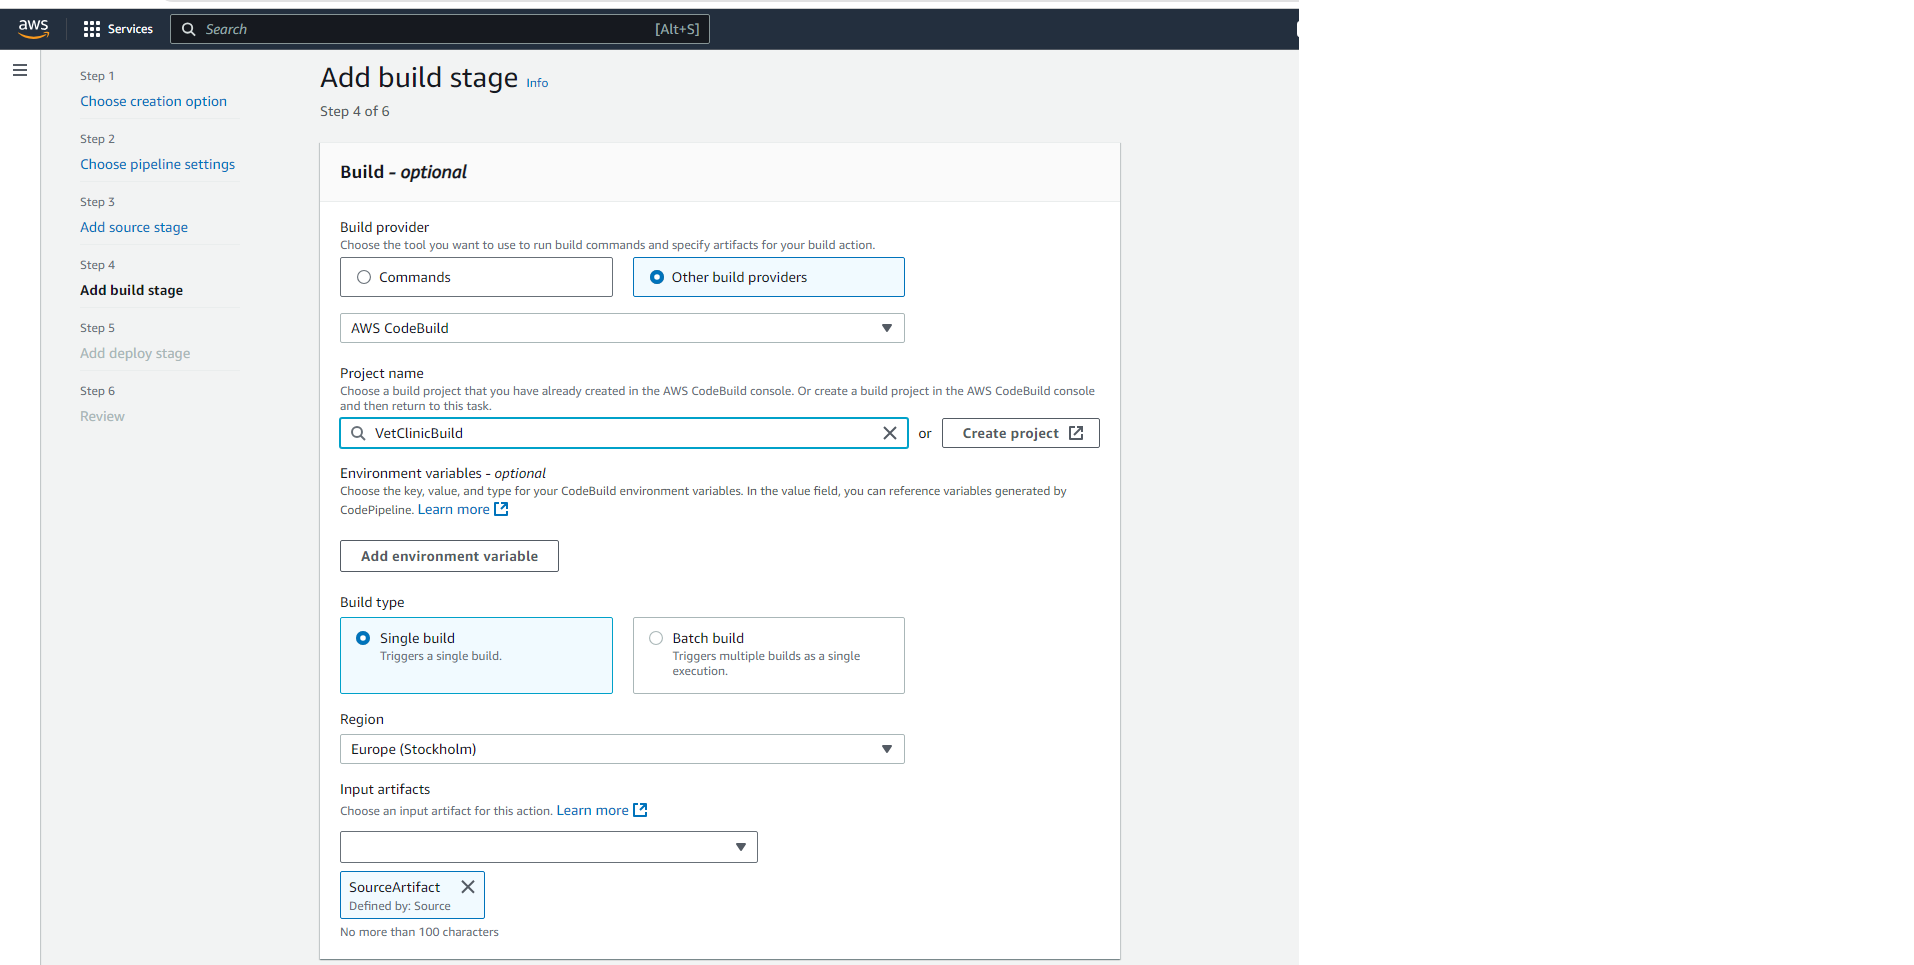 aws
Services
Search
[Alt+S]
Step 1
Choose creation option
Step 2
Choose pipeline settings
Step 3
Add source stage
Step 4
Add build stage
Step 5
Add deploy stage
Step 6
Review
Add build stage Info
Step 4 of 6
Build - optional
Build provider
Choose the tool you want to use to run build commands and specify artifacts for your build action.
Commands
Other build providers
AWS CodeBuild
Project name
Choose a build project that you have already created in the AWS CodeBuild console. Or create a build project in the AWS CodeBuild console
and then return to this task.
VetClinicBuild
or
Create project
Environment variables - optional
Choose the key, value, and type for your CodeBuild environment variables. In the value field, you can reference variables generated by
CodePipeline. Learn more
Add environment variable
Build type
Single build
Triggers a single build.
Batch build
Triggers multiple builds as a single
execution.
Region
Europe (Stockholm)
Input artifacts
Choose an input artifact for this action. Learn more
SourceArtifact
Defined by: Source
No more than 100 characters